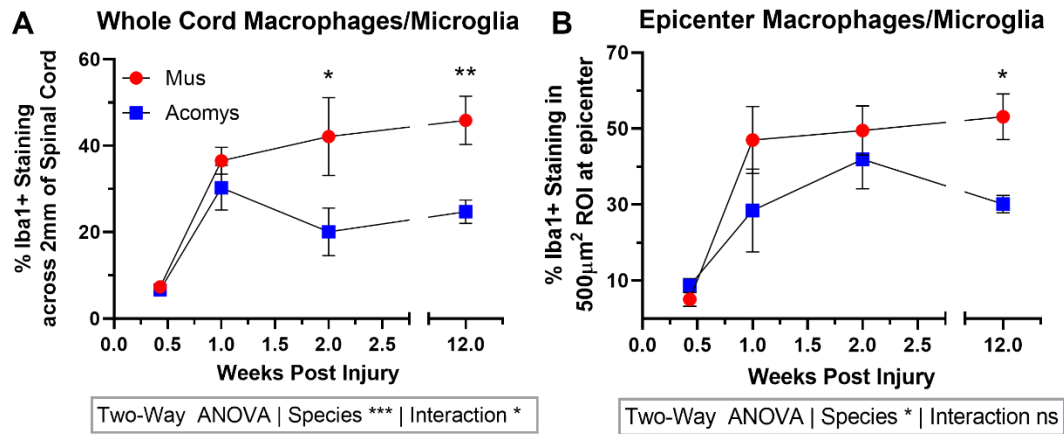 A
Whole Cord Macrophages/Microglia
% Iba1+ Staining
across 2mm of Spinal Cord
60
40
20
0
Mus
Acomys
*
**
0.0
0.5
1.0
1.5
2.0
2.5
12.0
Weeks Post Injury
Two-Way ANOVA | Species *** | Interaction *
B
Epicenter Macrophages/Microglia
% Iba1+ Staining in
500µm² ROI at epicenter
70
50
30
10
*
0.0
0.5
1.0
1.5
2.0
2.5
12.0
Weeks Post Injury
Two-Way ANOVA | Species * | Interaction ns